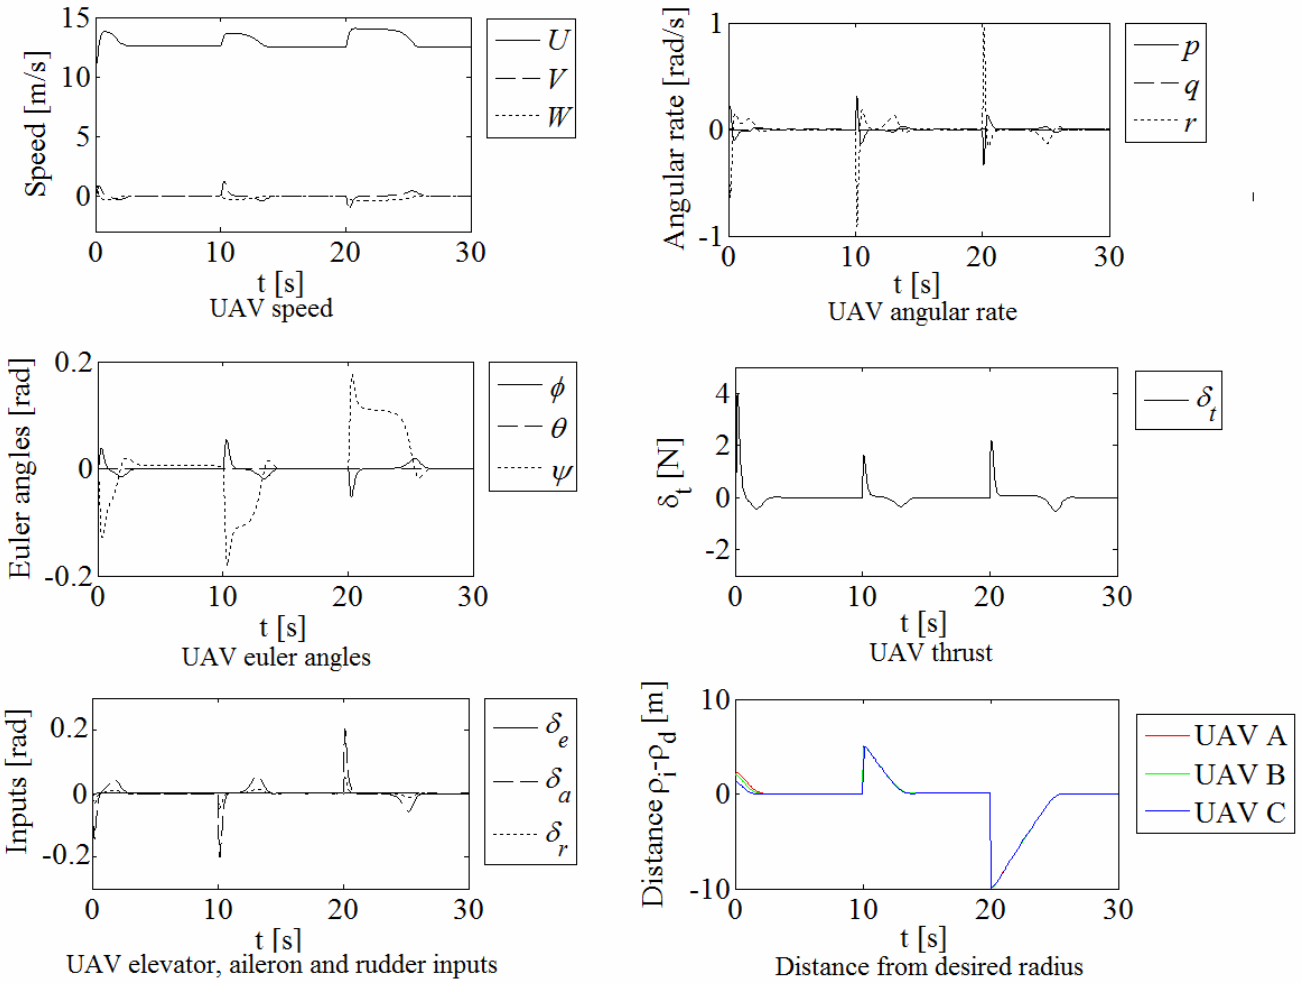 15
10
5
0
0
10
20
30
Speed [m/s]
t [s]
U
V
W
UAV speed
1
0
-1
0
10
20
30
Angular rate [rad/s]
t [s]
p
q
r
UAV angular rate
0.2
0
-0.2
0
10
20
30
Euler angles [rad]
t [s]
ϕ
θ
ψ
UAV euler angles
4
2
0
-2
0
10
20
30
δt [N]
t [s]
δt
UAV thrust
0.2
0
-0.2
0
10
20
30
Inputs [rad]
t [s]
δe
δa
δr
UAV elevator, aileron and rudder inputs
10
0
-10
0
10
20
30
Distance ρi-ρd [m]
t [s]
UAV A
UAV B
UAV C
Distance from desired radius